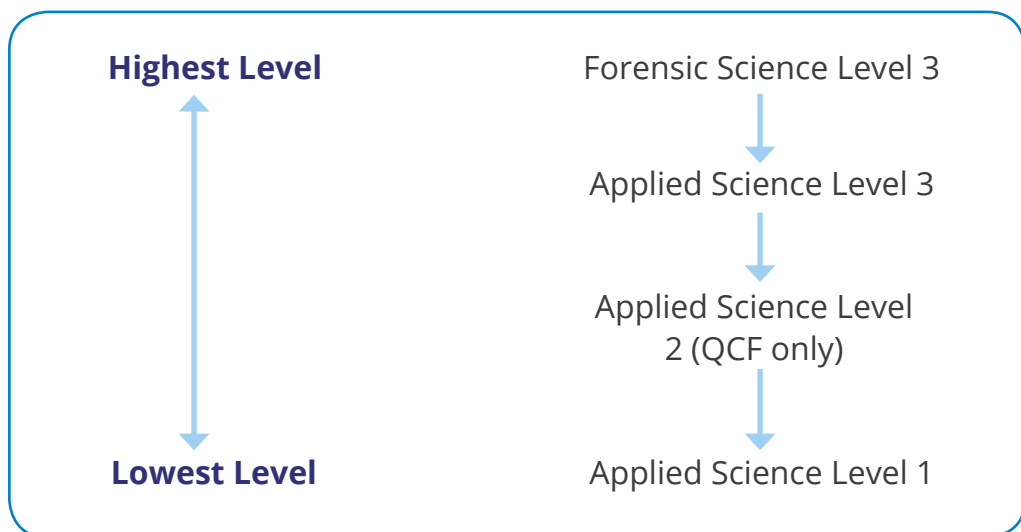 Highest Level
Forensic Science Level 3
Applied Science Level 3
Applied Science Level
2 (QCF only)
Lowest Level
Applied Science Level 1